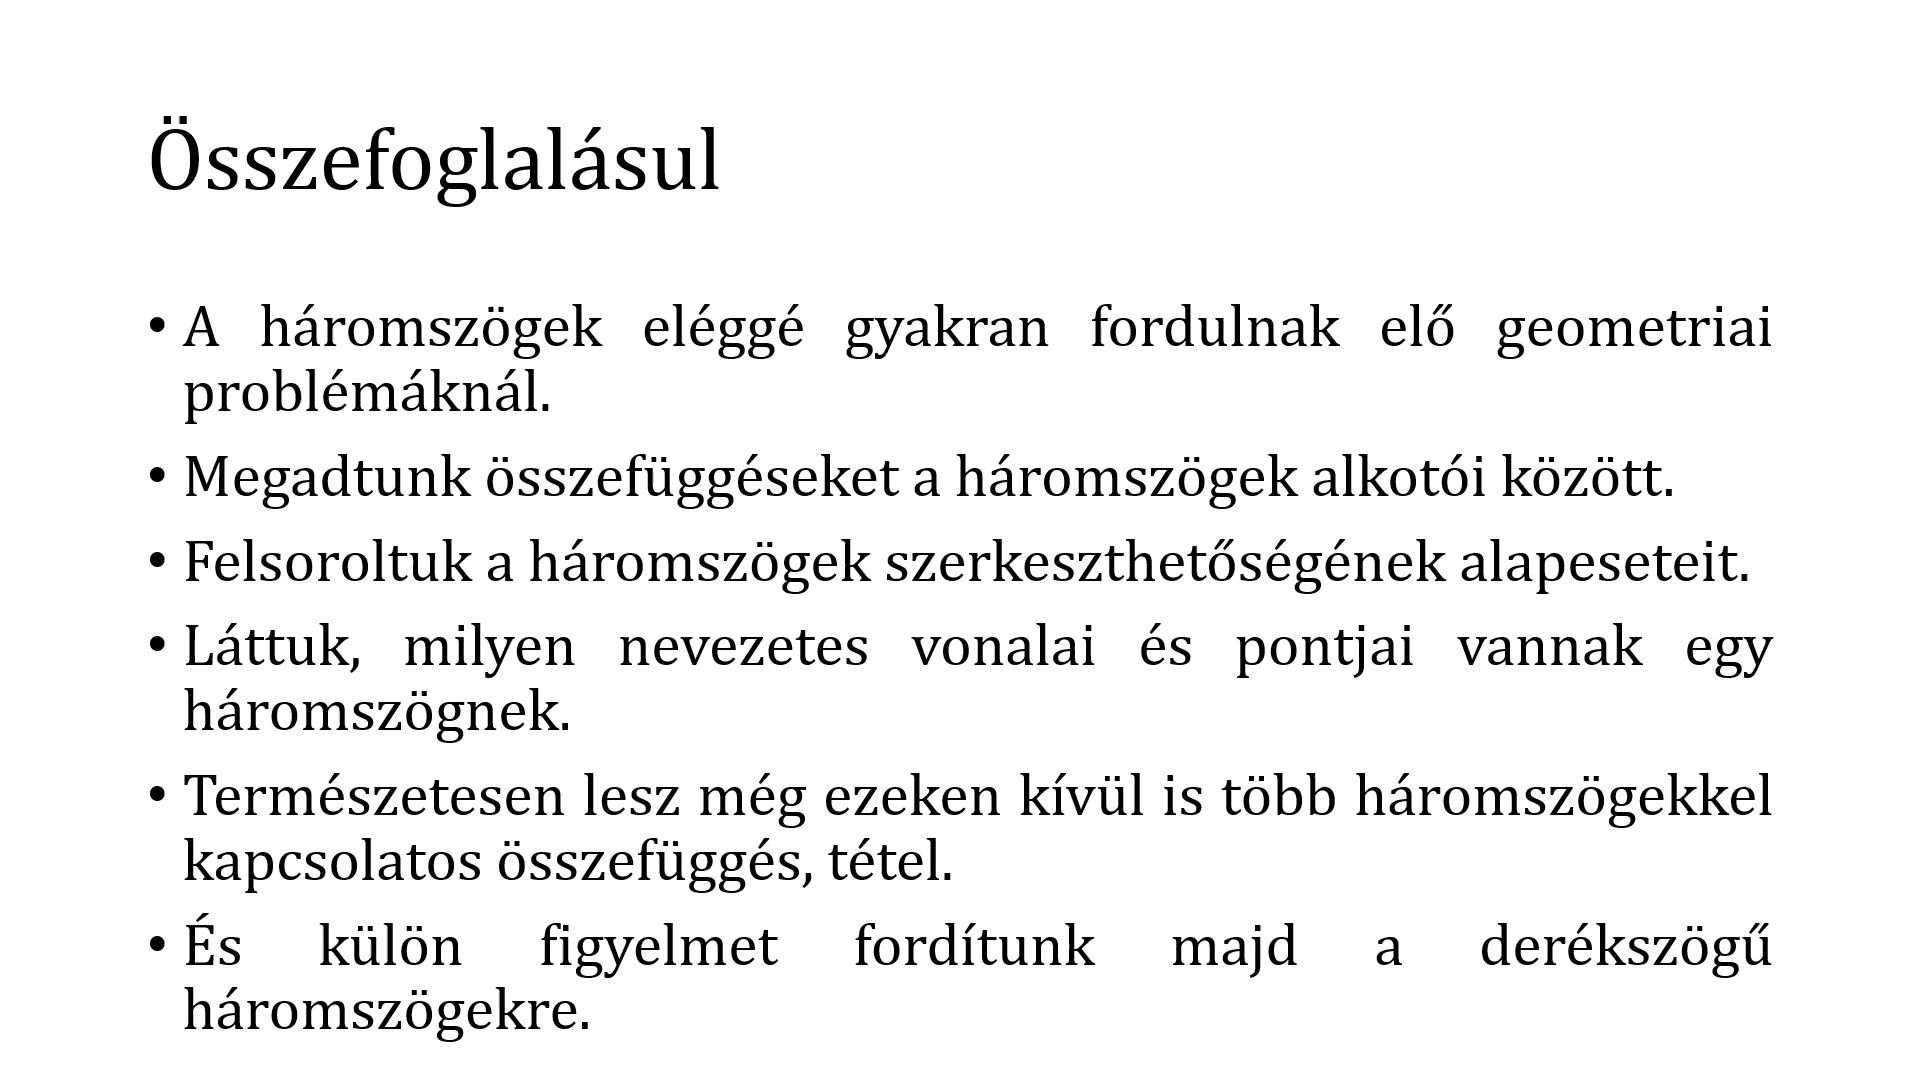 Összefoglalásul
• A háromszögek eléggé gyakran fordulnak elő geometriai
problémáknál.
• Megadtunk összefüggéseket a háromszögek alkotói között.
• Felsoroltuk a háromszögek szerkeszthetőségének alapeseteit.
• Láttuk, milyen nevezetes vonalai és pontjai vannak egy
háromszögnek.
• Természetesen lesz még ezeken kívül is több háromszögekkel
kapcsolatos összefüggés, tétel.
• És külön figyelmet fordítunk majd a derékszögű
háromszögekre.